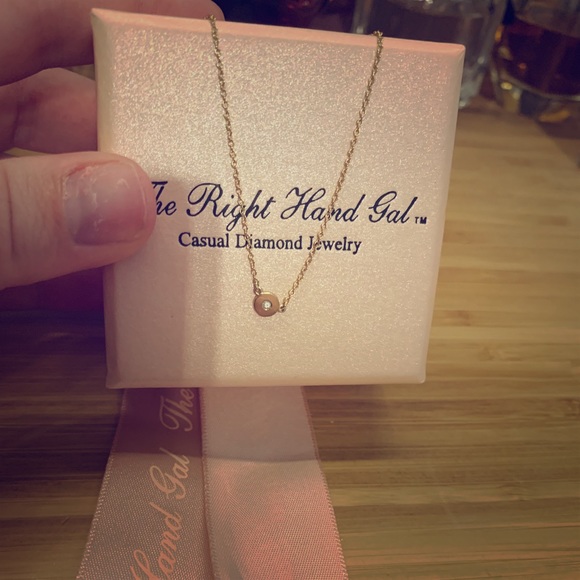 The Right Hand Gal™
Casual Diamond Jewelry
The
Hand Gal